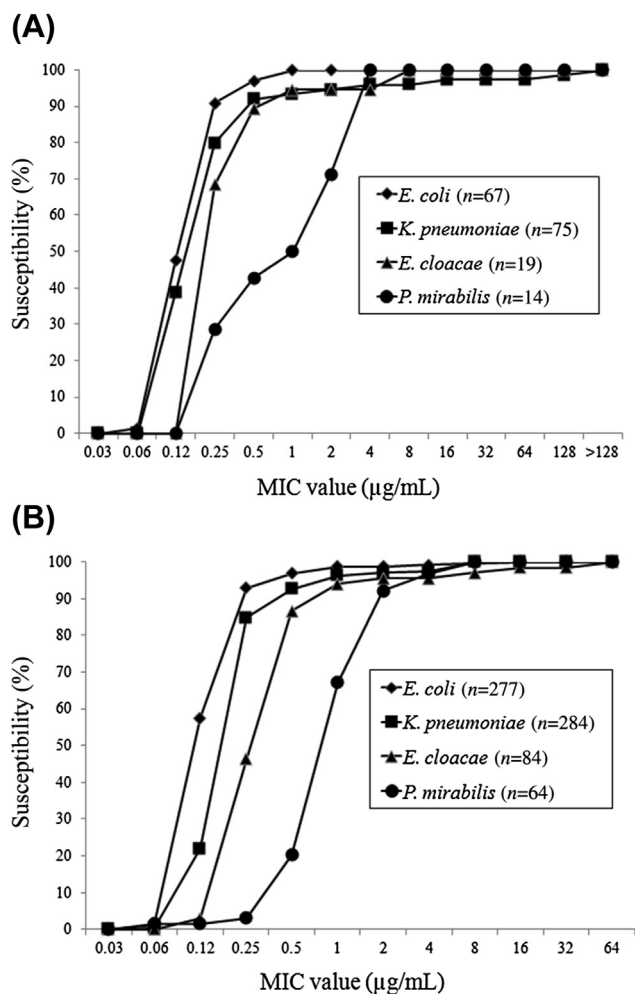 (A)
100
90
80
70
60
50
40
30
20
10
0
Susceptibility (%)
E. coli (n=67)
K. pneumoniae (n=75)
E. cloacae (n=19)
P. mirabilis (n=14)
0.03 0.06 0.12 0.25 0.5 1 2 4 8 16 32 64 128 >128
MIC value (µg/mL)
(B)
100
90
80
70
60
50
40
30
20
10
0
Susceptibility (%)
E. coli (n=277)
K. pneumoniae (n=284)
E. cloacae (n=84)
P. mirabilis (n=64)
0.03 0.06 0.12 0.25 0.5 1 2 4 8 16 32 64
MIC value (µg/mL)